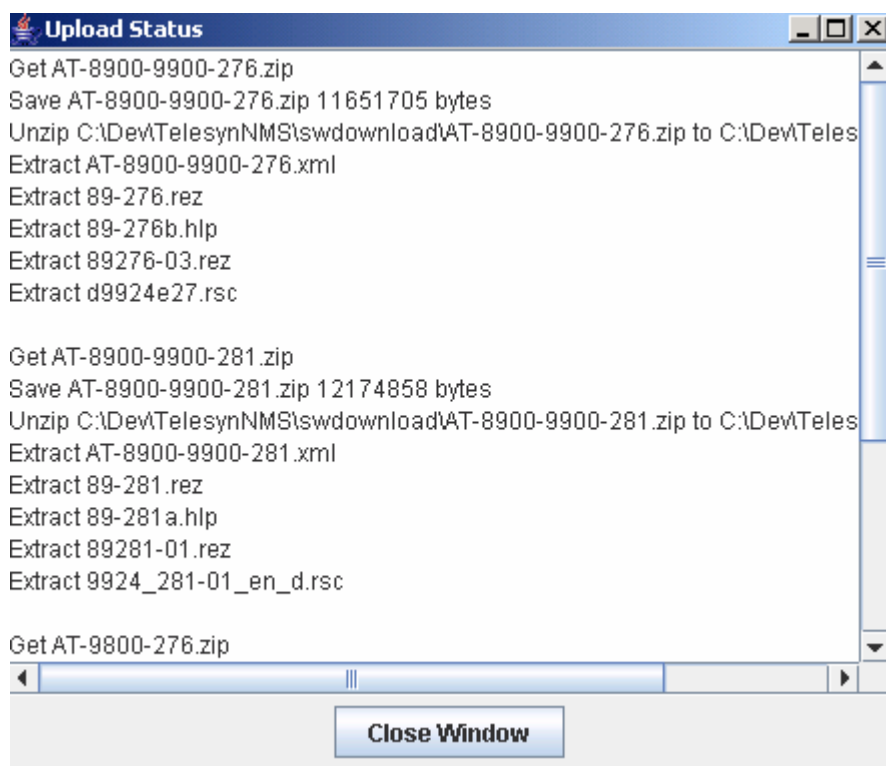 Upload Status
Get AT-8900-9900-276.zip
Save AT-8900-9900-276.zip 11651705 bytes
Unzip C:\Dev\TelesynNMS\swdownload\AT-8900-9900-276.zip to C:\Dev\Teles
Extract AT-8900-9900-276.xml
Extract 89-276.rez
Extract 89-276b.hlp
Extract 89276-03.rez
Extract d9924e27.rsc
Get AT-8900-9900-281.zip
Save AT-8900-9900-281.zip 12174858 bytes
Unzip C:\Dev\TelesynNMS\swdownload\AT-8900-9900-281.zip to C:\Dev\Teles
Extract AT-8900-9900-281.xml
Extract 89-281.rez
Extract 89-281a.hlp
Extract 89281-01.rez
Extract 9924_281-01_en_d.rsc
Get AT-9800-276.zip
Close Window